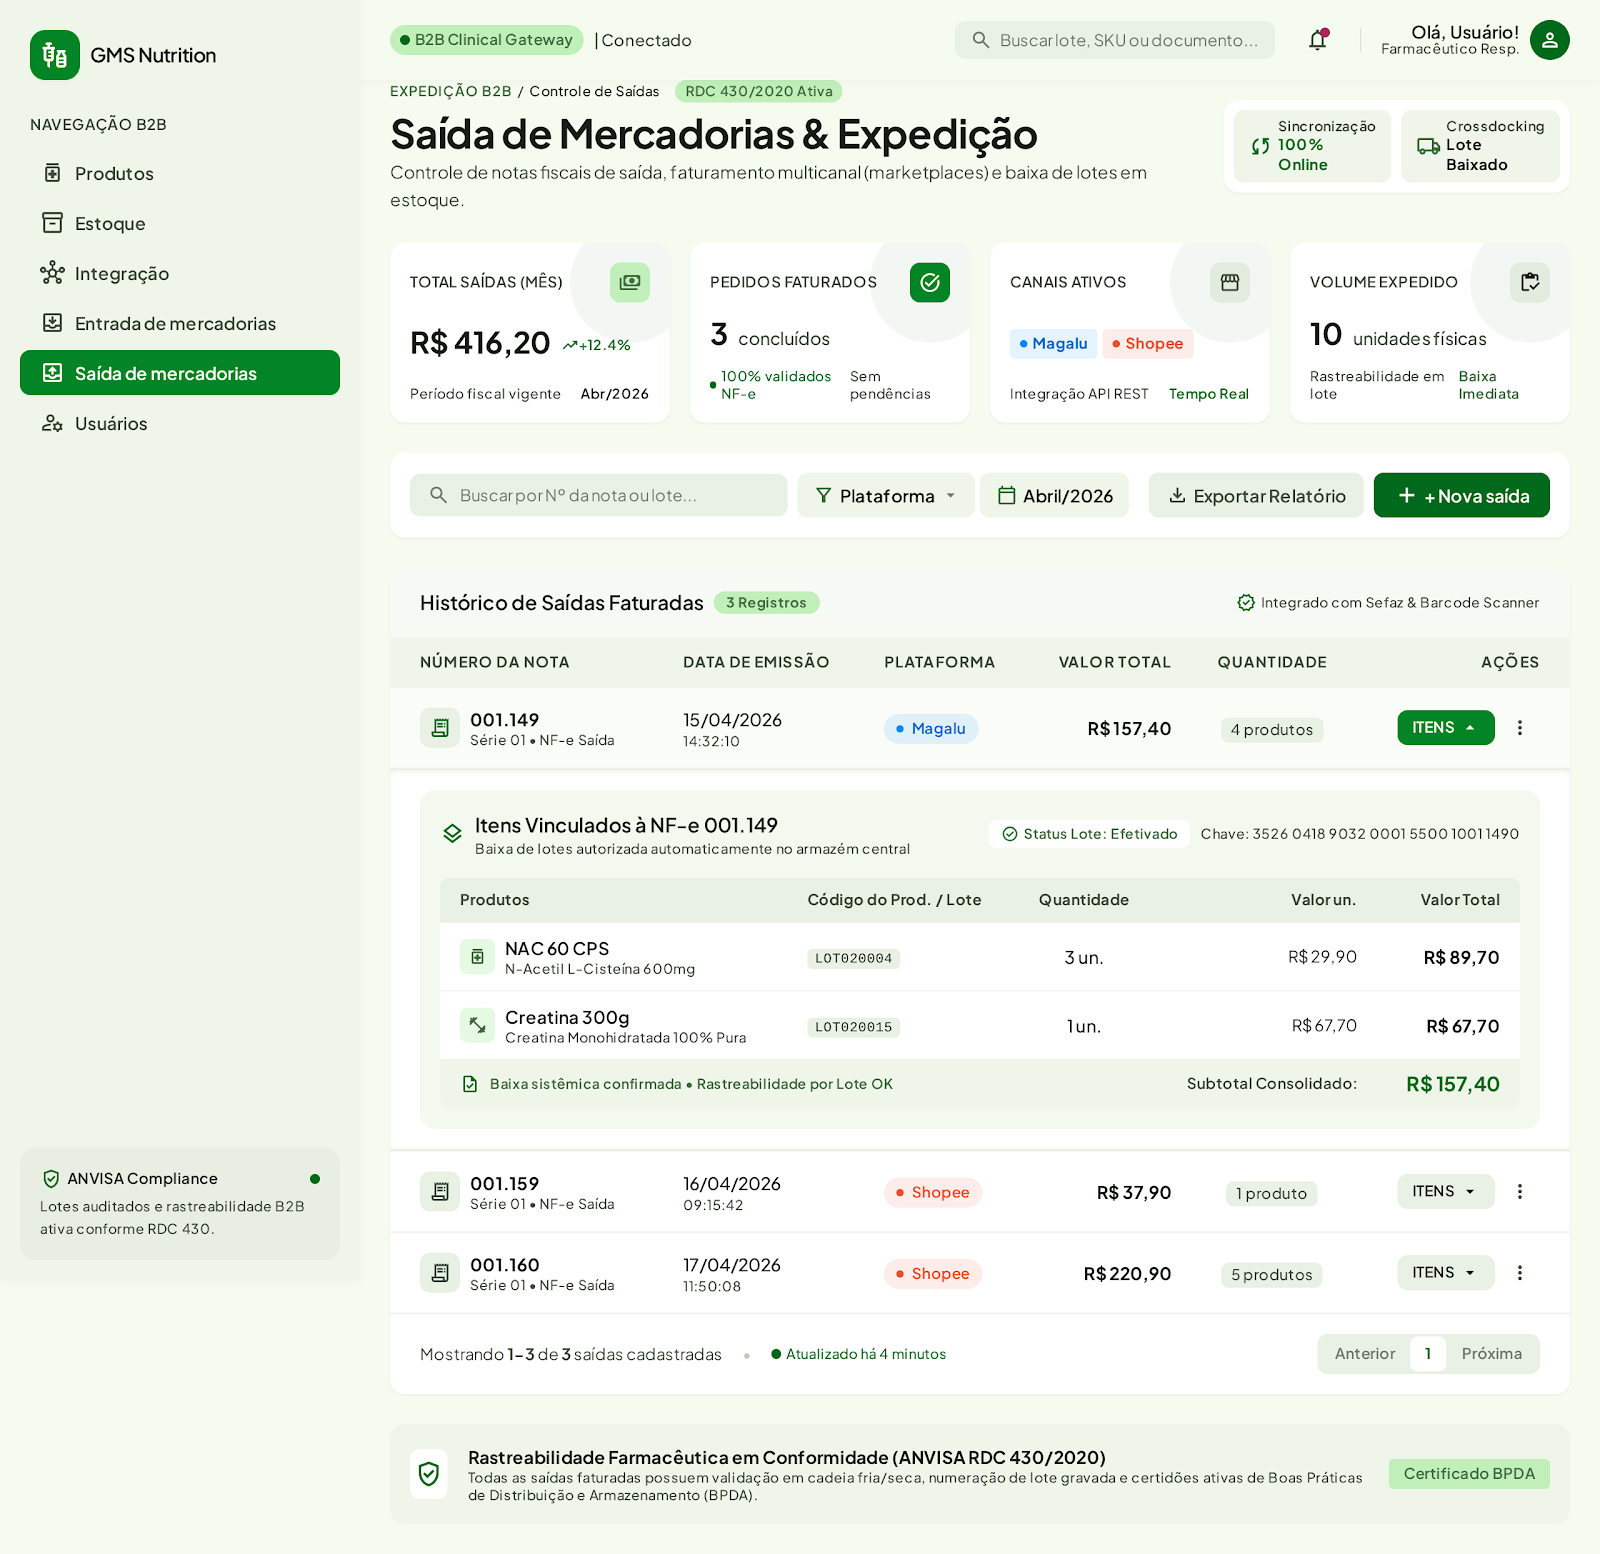 GMS Nutrition
NAVEGAÇÃO B2B
Produtos
Estoque
Integração
Entrada de mercadorias
Saída de mercadorias
Usuários
ANVISA Compliance
Lotes auditados e rastreabilidade B2B
ativa conforme RDC 430.
B2B Clinical Gateway | Conectado
Buscar lote, SKU ou documento...
Olá, Usuário!
Farmacêutico Resp.
EXPEDIÇÃO B2B / Controle de Saídas RDC 430/2020 Ativa
Saída de Mercadorias & Expedição
Controle de notas fiscais de saída, faturamento multicanal (marketplaces) e baixa de lotes em
estoque.
Sincronização
100%
Online
Crossdocking
Lote
Baixado
TOTAL SAÍDAS (MÊS)
R$ 416,20 +12.4%
Período fiscal vigente Abr/2026
PEDIDOS FATURADOS
3 concluídos
100% validados
NF-e
Sem
pendências
CANAIS ATIVOS
Magalu Shopee
Integração API REST Tempo Real
VOLUME EXPEDIDO
10 unidades físicas
Rastreabilidade em
lote
Baixa
Imediata
Buscar por Nº da nota ou lote...
Plataforma
Abril/2026
Exportar Relatório
+ Nova saída
Histórico de Saídas Faturadas 3 Registros
Integrado com Sefaz & Barcode Scanner
NÚMERO DA NOTA DATA DE EMISSÃO PLATAFORMA VALOR TOTAL QUANTIDADE AÇÕES
001.149 15/04/2026 Magalu R$ 157,40 4 produtos ITENS
Série 01 • NF-e Saída 14:32:10
Itens Vinculados à NF-e 001.149
Baixa de lotes autorizada automaticamente no armazém central
Status Lote: Efetivado Chave: 3526 0418 9032 0001 5500 1001 1490
Produtos Código do Prod. / Lote Quantidade Valor un. Valor Total
NAC 60 CPS LOT020004 3 un. R$ 29,90 R$ 89,70
N-Acetil L-Cisteína 600mg
Creatina 300g LOT020015 1 un. R$ 67,70 R$ 67,70
Creatina Monohidratada 100% Pura
Baixa sistêmica confirmada • Rastreabilidade por Lote OK Subtotal Consolidado: R$ 157,40
001.159 16/04/2026 Shopee R$ 37,90 1 produto ITENS
Série 01 • NF-e Saída 09:15:42
001.160 17/04/2026 Shopee R$ 220,90 5 produtos ITENS
Série 01 • NF-e Saída 11:50:08
Mostrando 1-3 de 3 saídas cadastradas • Atualizado há 4 minutos
Anterior 1 Próxima
Rastreabilidade Farmacêutica em Conformidade (ANVISA RDC 430/2020)
Todas as saídas faturadas possuem validação em cadeia fria/seca, numeração de lote gravada e certidões ativas de Boas Práticas
de Distribuição e Armazenamento (BPDA).
Certificado BPDA